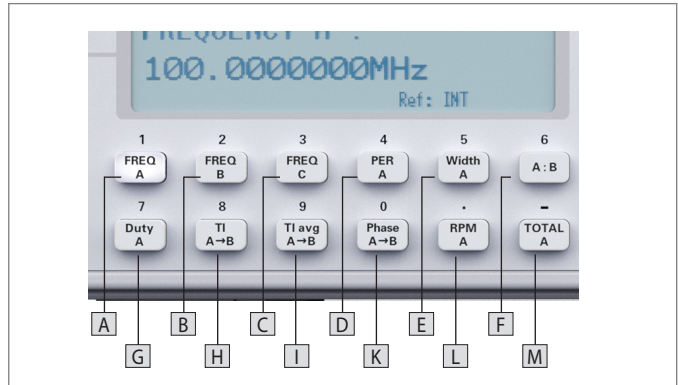 FREQUENCY A :
100.0000000MHz
Ref: INT
1 2 3 4 5 6
FREQ A FREQ B FREQ C PER A Width A A : B
7 8 9 0 . -
Duty A TI A→B TI avg A→B Phase A→B RPM A TOTAL A
A B C D E F
G H I K L M